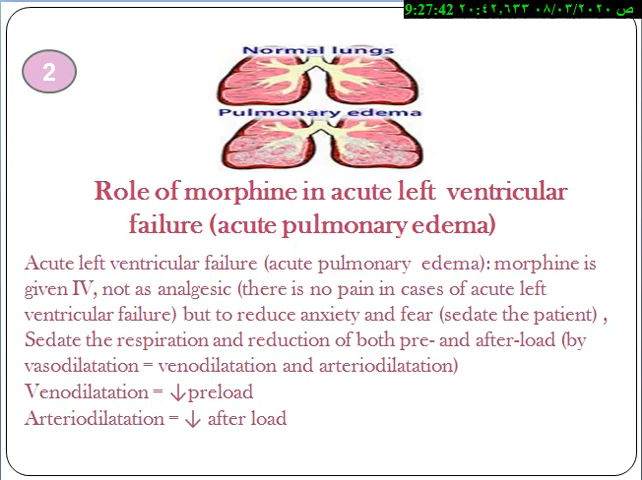 9:27:42 ص ٠٨/٠٣/٢٠٢٠ ٢٠:٤٢,٦٣٣
2
Normal lungs
Pulmonary edema
Role of morphine in acute left ventricular
failure (acute pulmonary edema)
Acute left ventricular failure (acute pulmonary edema): morphine is
given IV, not as analgesic (there is no pain in cases of acute left
ventricular failure) but to reduce anxiety and fear (sedate the patient) ,
Sedate the respiration and reduction of both pre- and after-load (by
vasodilatation = venodilatation and arteriodilatation)
Venodilatation = ↓preload
Arteriodilatation = ↓ after load